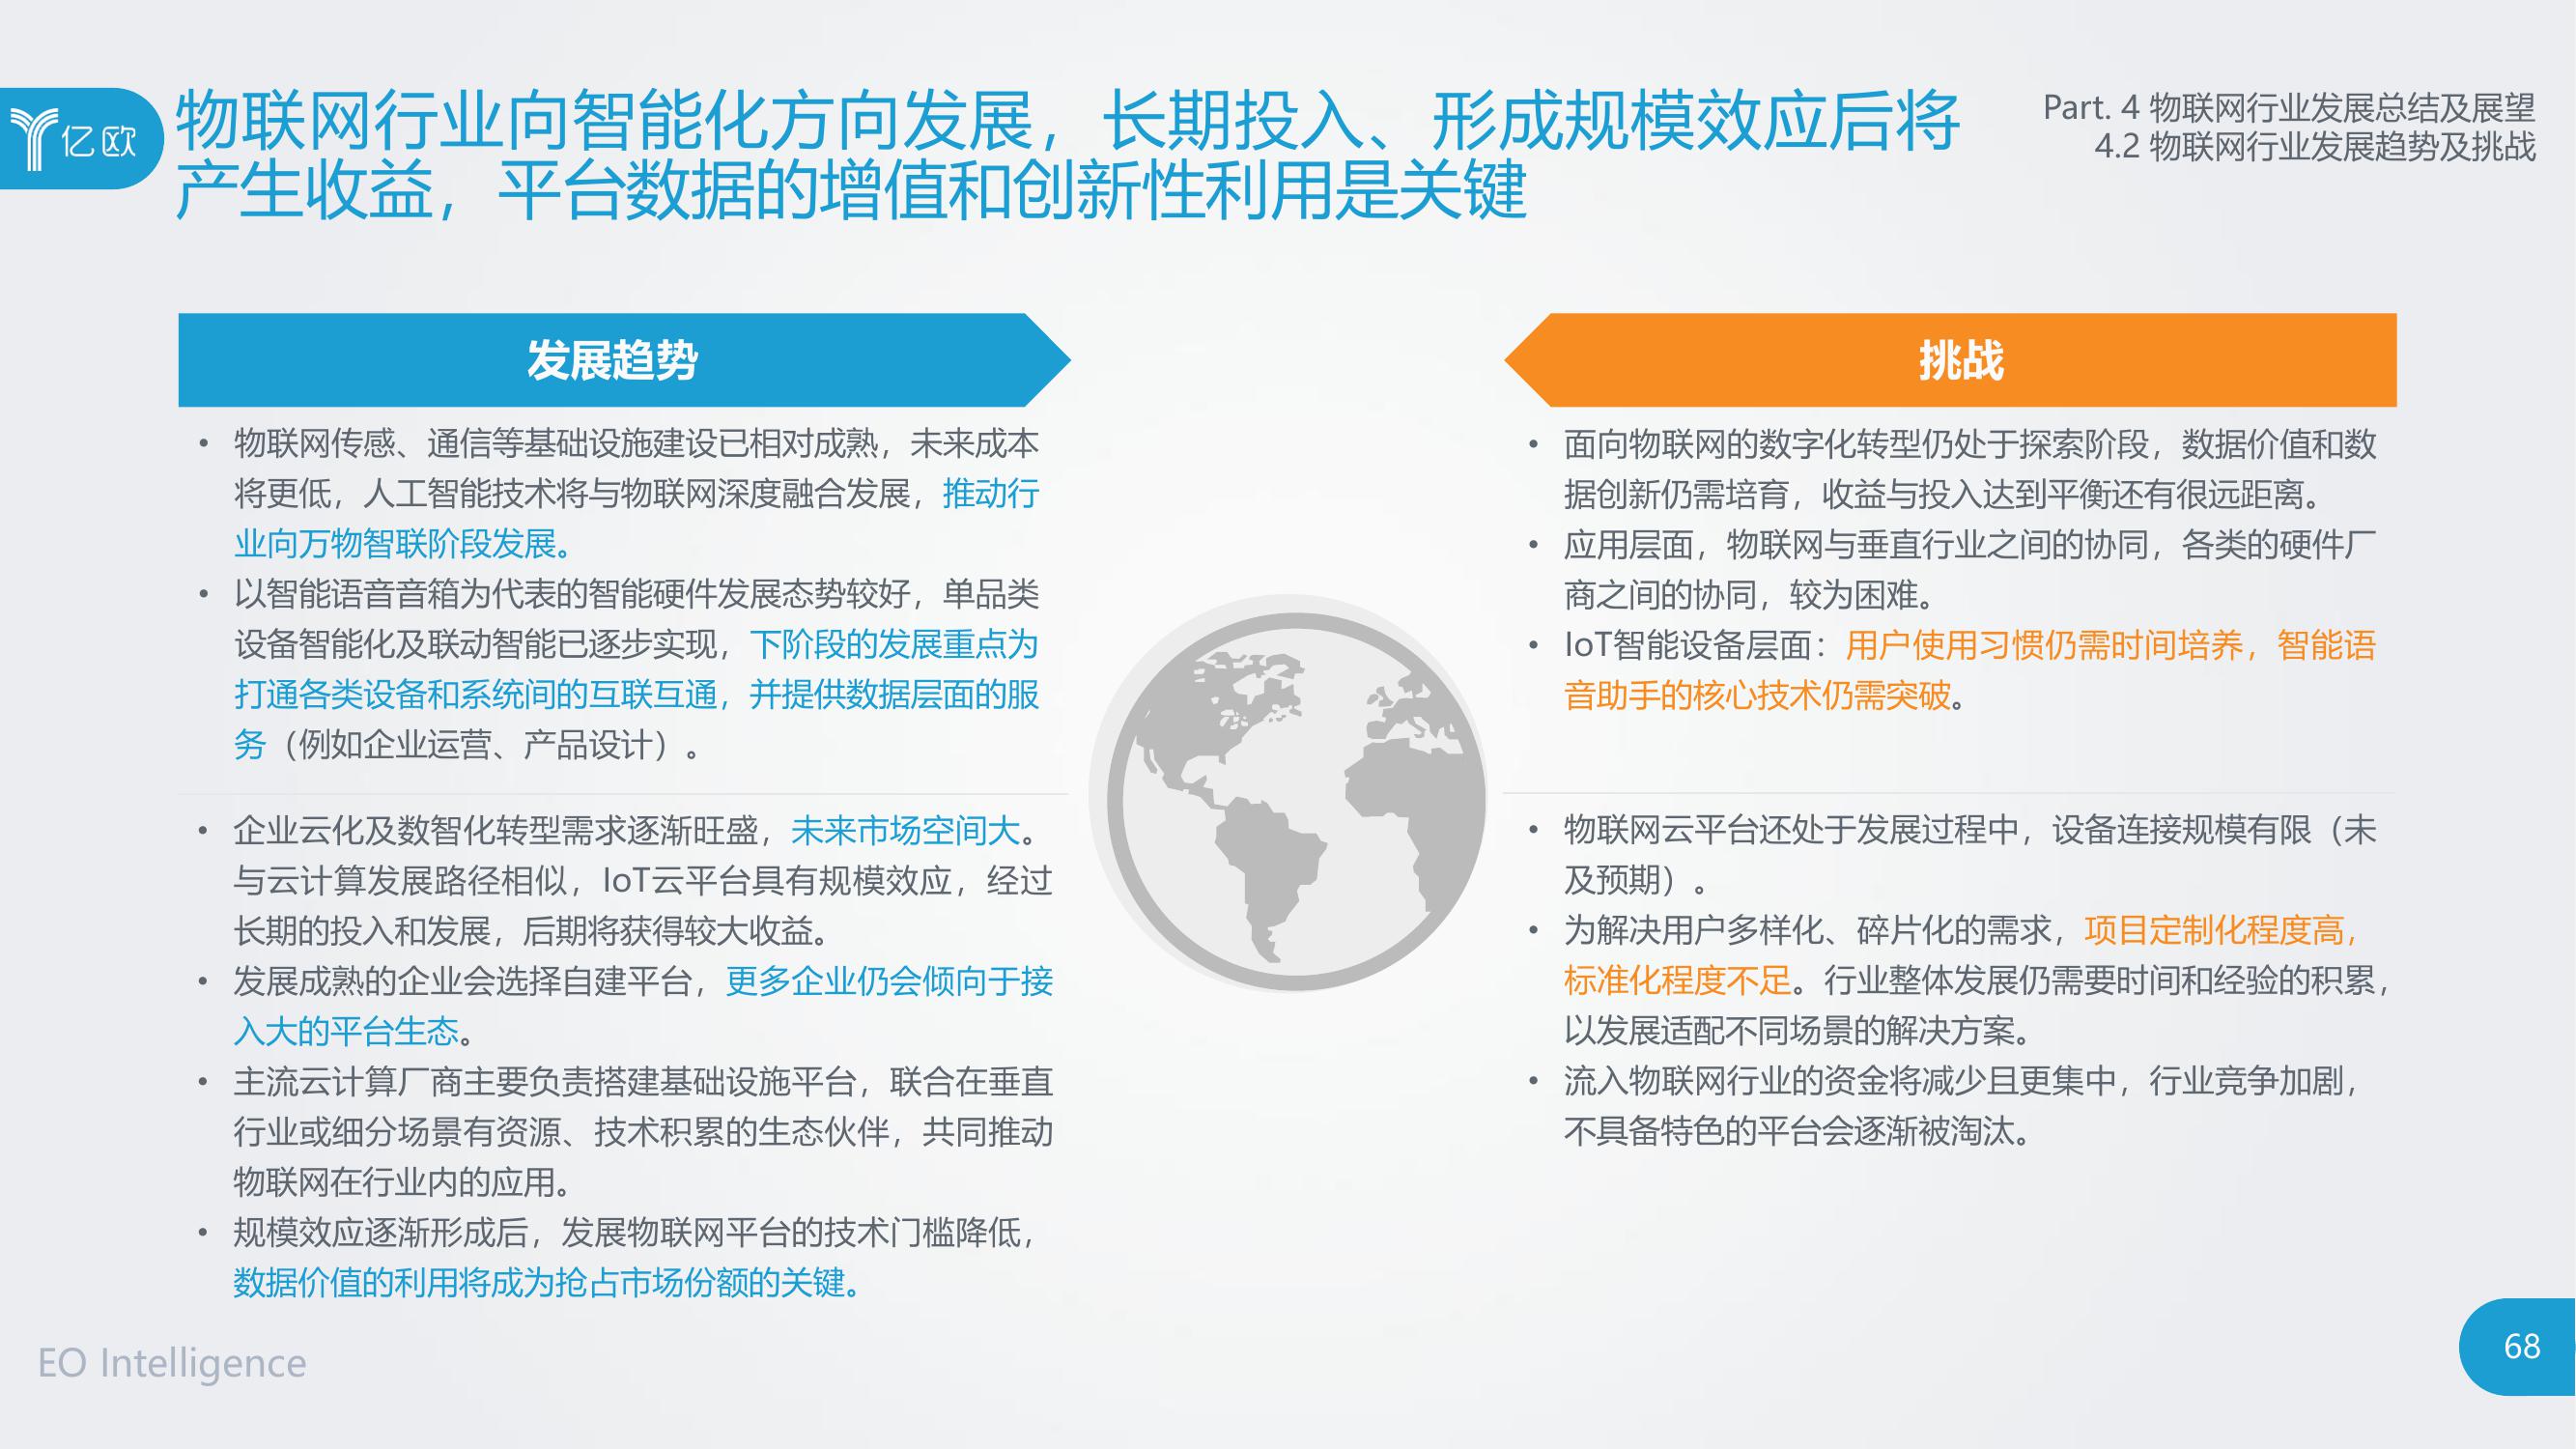 亿欧
物联网行业向智能化方向发展，长期投入、形成规模效应后将
产生收益，平台数据的增值和创新性利用是关键
Part. 4 物联网行业发展总结及展望
4.2 物联网行业发展趋势及挑战
发展趋势
• 物联网传感、通信等基础设施建设已相对成熟，未来成本
将更低，人工智能技术将与物联网深度融合发展，推动行
业向万物智联阶段发展。
• 以智能语音音箱为代表的智能硬件发展态势较好，单品类
设备智能化及联动智能已逐步实现，下阶段的发展重点为
打通各类设备和系统间的互联互通，并提供数据层面的服
务（例如企业运营、产品设计）。
• 企业云化及数智化转型需求逐渐旺盛，未来市场空间大。
与云计算发展路径相似，IoT云平台具有规模效应，经过
长期的投入和发展，后期将获得较大收益。
• 发展成熟的企业会选择自建平台，更多企业仍会倾向于接
入大的平台生态。
• 主流云计算厂商主要负责搭建基础设施平台，联合在垂直
行业或细分场景有资源、技术积累的生态伙伴，共同推动
物联网在行业内的应用。
• 规模效应逐渐形成后，发展物联网平台的技术门槛降低，
数据价值的利用将成为抢占市场份额的关键。
挑战
• 面向物联网的数字化转型仍处于探索阶段，数据价值和数
据创新仍需培育，收益与投入达到平衡还有很远距离。
• 应用层面，物联网与垂直行业之间的协同，各类的硬件厂
商之间的协同，较为困难。
• IoT智能设备层面：用户使用习惯仍需时间培养，智能语
音助手的核心技术仍需突破。
• 物联网云平台还处于发展过程中，设备连接规模有限（未
及预期）。
• 为解决用户多样化、碎片化的需求，项目定制化程度高，
标准化程度不足。行业整体发展仍需要时间和经验的积累，
以发展适配不同场景的解决方案。
• 流入物联网行业的资金将减少且更集中，行业竞争加剧，
不具备特色的平台会逐渐被淘汰。
EO Intelligence
68